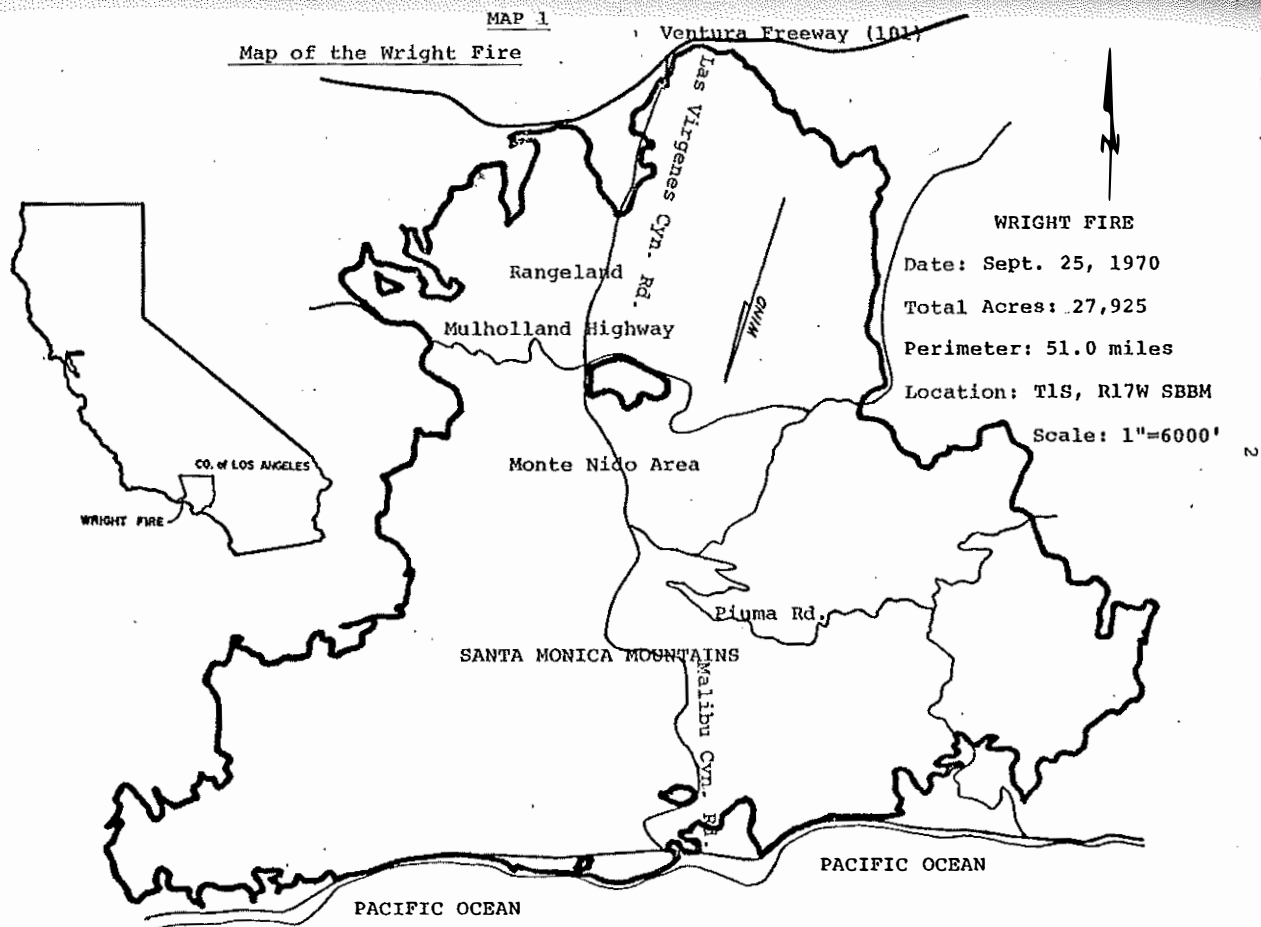 MAP 1
Map of the Wright Fire
Ventura Freeway (101)
Las Virgenes Cyn. Rd.
N
WRIGHT FIRE
Date: Sept. 25, 1970
Total Acres: 27,925
Perimeter: 51.0 miles
Location: T1S, R17W SBBM
Scale: 1"=6000'
2
Rangeland
WIND
Mulholland Highway
CO. of LOS ANGELES
WRIGHT FIRE
Monte Nido Area
Piuma Rd.
SANTA MONICA MOUNTAINS
Malibu Cyn. Rd.
PACIFIC OCEAN
PACIFIC OCEAN